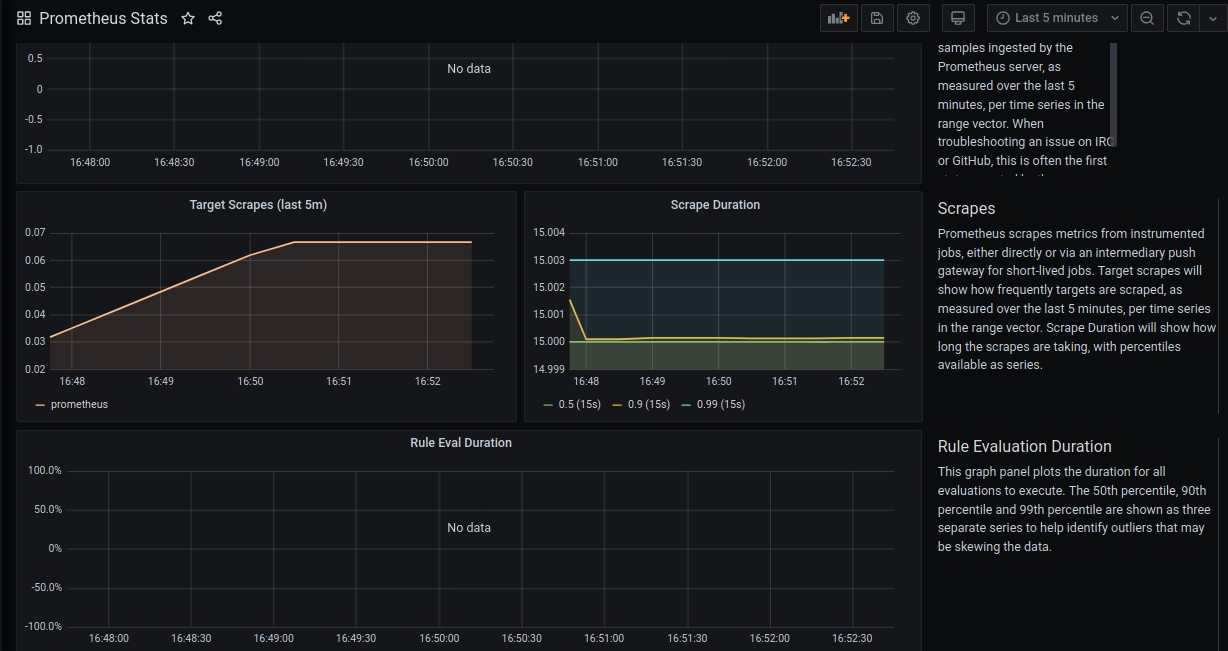 Prometheus Stats
Last 5 minutes
0.5
0
-0.5
-1.0
No data
16:48:00 16:48:30 16:49:00 16:49:30 16:50:00 16:50:30 16:51:00 16:51:30 16:52:00 16:52:30
samples ingested by the
Prometheus server, as
measured over the last 5
minutes, per time series in the
range vector. When
troubleshooting an issue on IRC
or GitHub, this is often the first
Target Scrapes (last 5m)
0.07
0.06
0.05
0.04
0.03
0.02
16:48 16:49 16:50 16:51 16:52
prometheus
Scrape Duration
15.004
15.003
15.002
15.001
15.000
14.999
16:48 16:49 16:50 16:51 16:52
0.5 (15s) 0.9 (15s) 0.99 (15s)
Scrapes
Prometheus scrapes metrics from instrumented
jobs, either directly or via an intermediary push
gateway for short-lived jobs. Target scrapes will
show how frequently targets are scraped, as
measured over the last 5 minutes, per time series
in the range vector. Scrape Duration will show how
long the scrapes are taking, with percentiles
available as series.
Rule Eval Duration
100.0%
50.0%
0%
-50.0%
-100.0%
No data
16:48:00 16:48:30 16:49:00 16:49:30 16:50:00 16:50:30 16:51:00 16:51:30 16:52:00 16:52:30
Rule Evaluation Duration
This graph panel plots the duration for all
evaluations to execute. The 50th percentile, 90th
percentile and 99th percentile are shown as three
separate series to help identify outliers that may
be skewing the data.